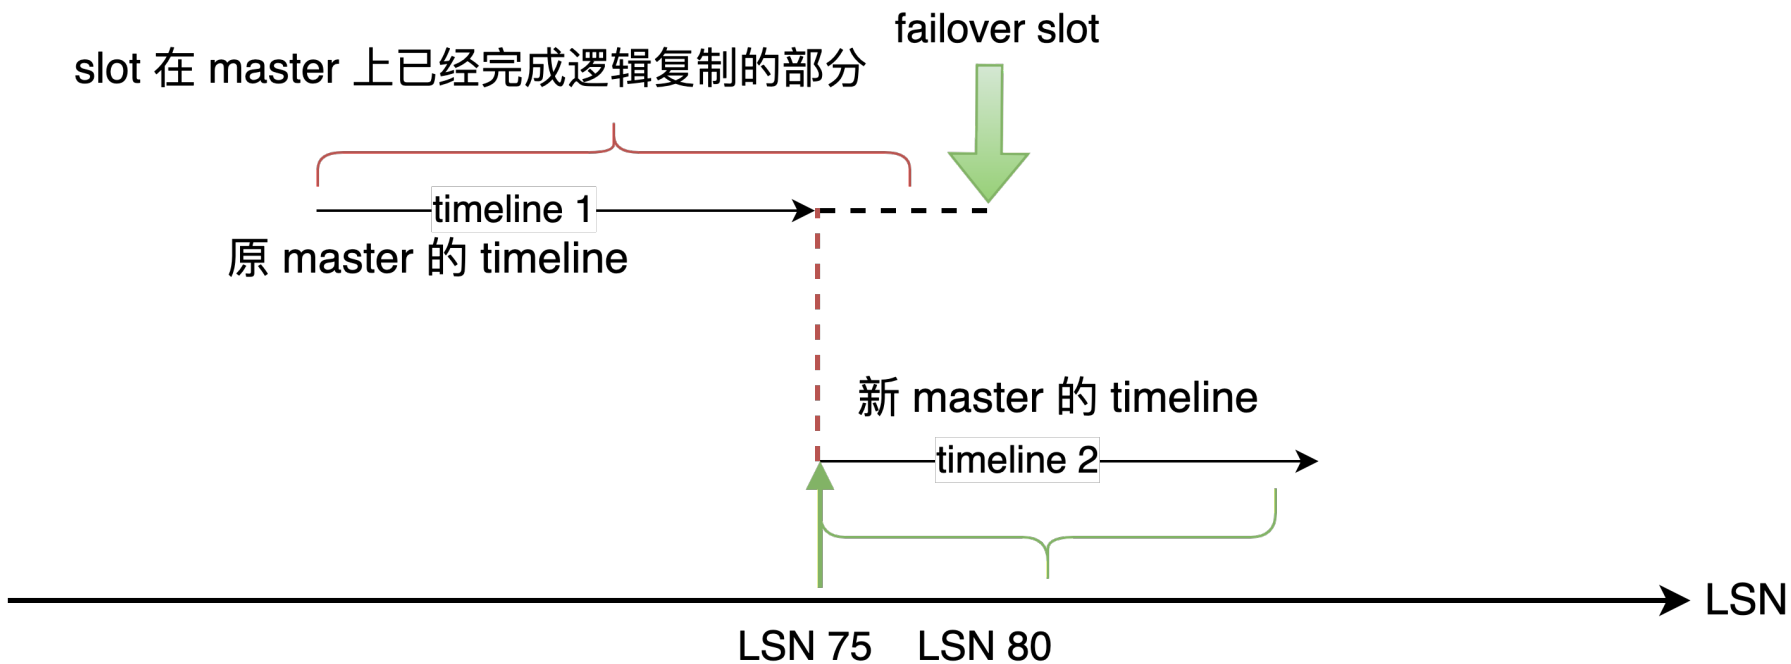 failover slot
slot 在 master 上已经完成逻辑复制的部分
timeline 1
原 master 的 timeline
新 master 的 timeline
timeline 2
LSN
LSN 75
LSN 80